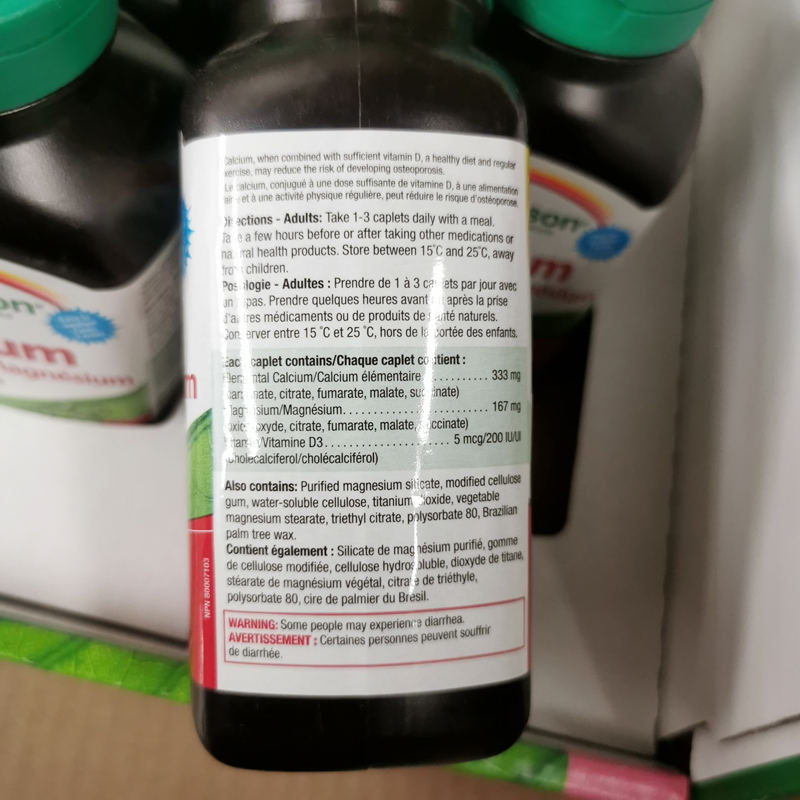 Calcium, when combined with sufficient vitamin D, a healthy diet and regular
exercise, may reduce the risk of developing osteoporosis.
Le calcium, conjugué à une dose suffisante de vitamine D, à une alimentation
et à une activité physique régulière, peut réduire le risque d'ostéoporose.
Directions - Adults: Take 1-3 caplets daily with a meal.
Take a few hours before or after taking other medications or
natural health products. Store between 15°C and 25°C, away
from children.
Posologie - Adultes : Prendre de 1 à 3 caplets par jour avec
un repas. Prendre quelques heures avant ou après la prise
d'autres médicaments ou de produits de santé naturels.
Conserver entre 15 °C et 25 °C, hors de la portée des enfants.
Each caplet contains/Chaque caplet contient :
Elemental Calcium/Calcium élémentaire.......... 333 mg
(carbonate, citrate, fumarate, malate, succinate)
Magnesium/Magnésium......................... 167 mg
oxyde, citrate, fumarate, malate, succinate)
Vitamin/Vitamine D3..................... 5 mcg/200 IU/UI
(cholecalciferol/cholécalciférol)
Also contains: Purified magnesium silicate, modified cellulose
gum, water-soluble cellulose, titanium dioxide, vegetable
magnesium stearate, triethyl citrate, polysorbate 80, Brazilian
palm tree wax.
Contient également : Silicate de magnésium purifié, gomme
de cellulose modifiée, cellulose hydrosoluble, dioxyde de titane,
stéarate de magnésium végétal, citrate de triéthyle,
polysorbate 80, cire de palmier du Brésil.
WARNING: Some people may experience diarrhea.
AVERTISSEMENT : Certaines personnes peuvent souffrir
de diarrhée.
NPN 80007103
on
um
Magnésium
son
m